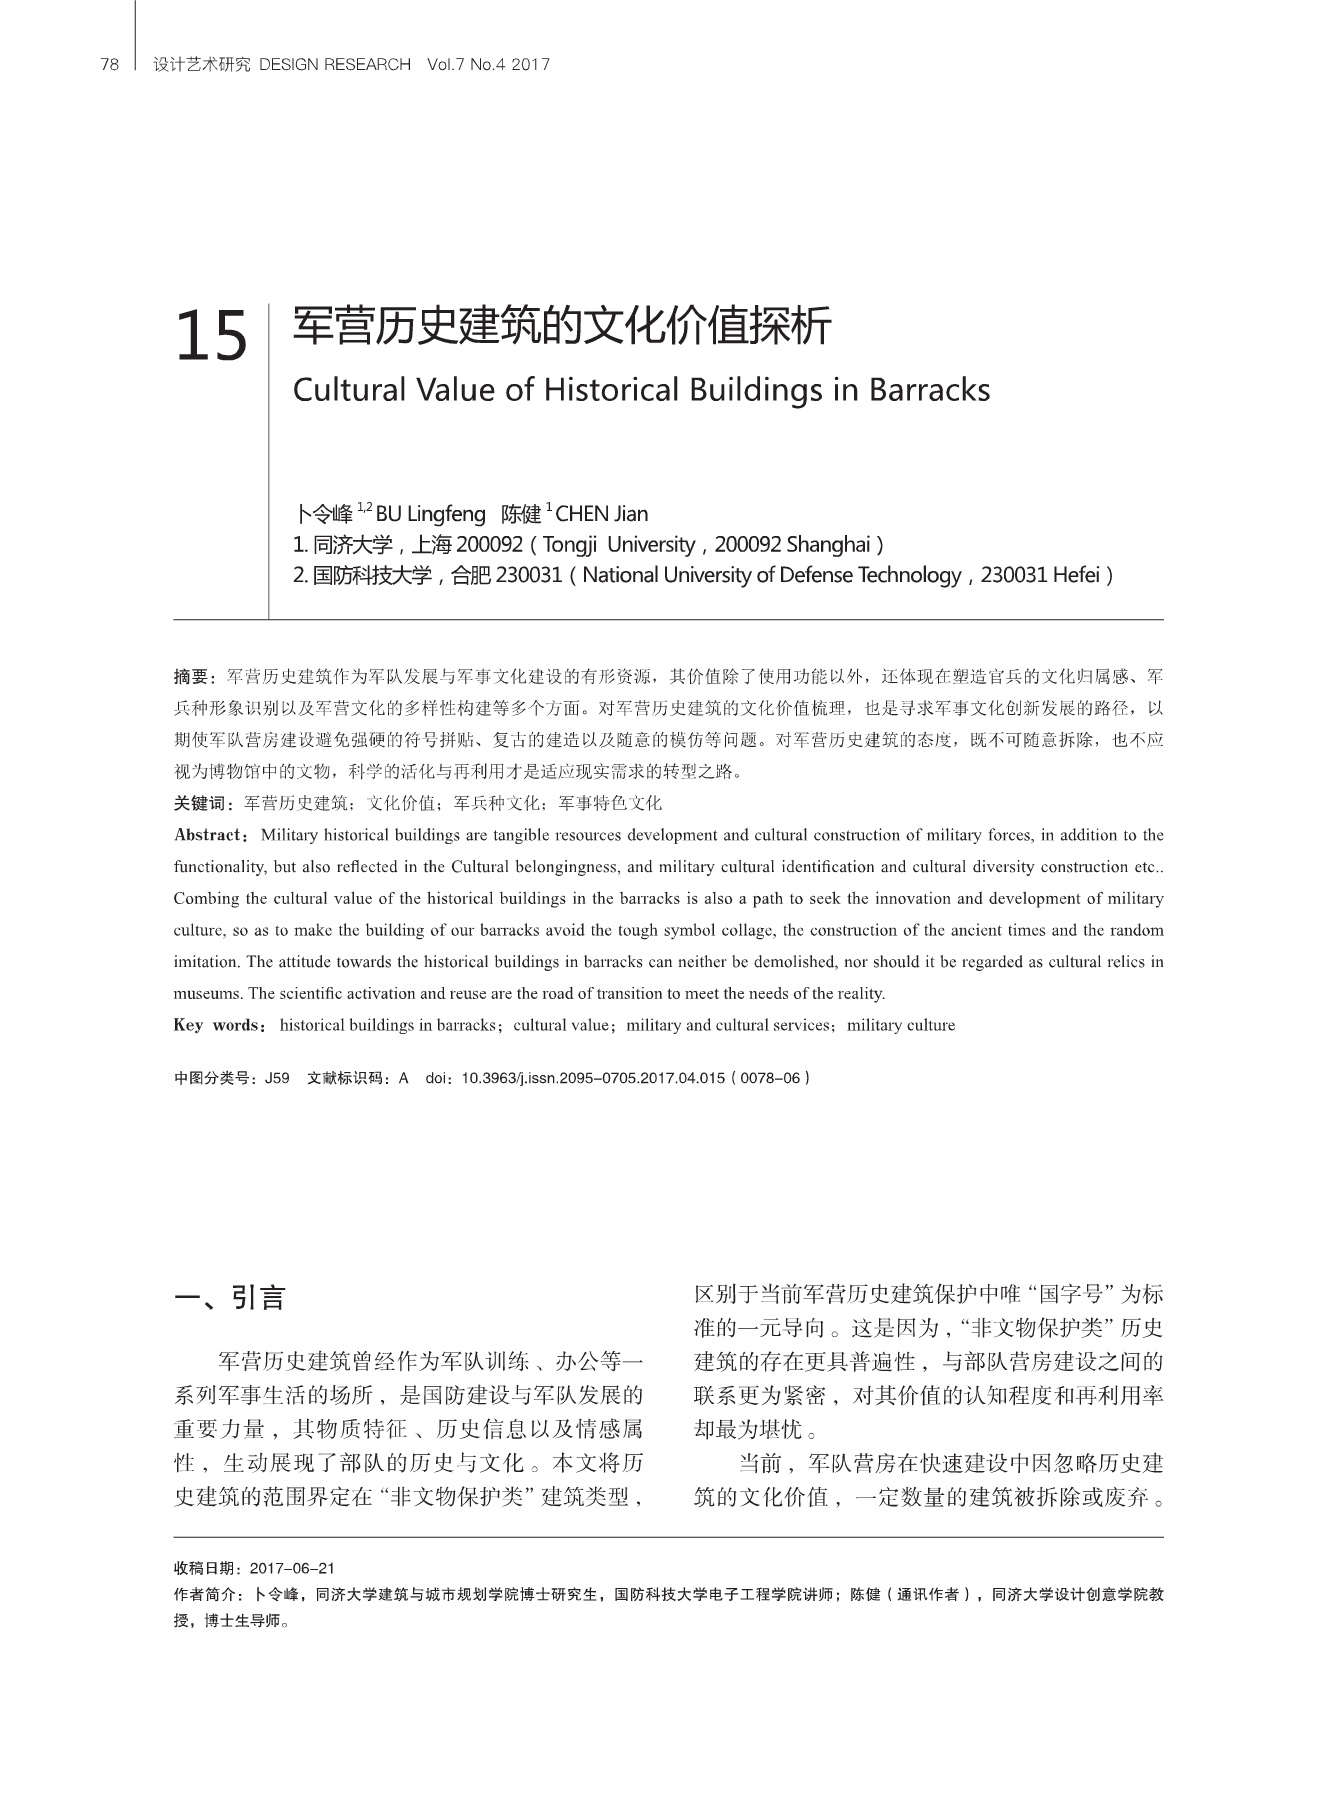 78 设计艺术研究 DESIGN RESEARCH Vol.7 No.4 2017
15
军营历史建筑的文化价值探析
Cultural Value of Historical Buildings in Barracks
卜令峰 1,2 BU Lingfeng 陈健 1 CHEN Jian
1. 同济大学，上海 200092（Tongji University，200092 Shanghai）
2. 国防科技大学，合肥 230031（National University of Defense Technology，230031 Hefei）
摘要：军营历史建筑作为军队发展与军事文化建设的有形资源，其价值除了使用功能以外，还体现在塑造官兵的文化归属感、军
兵种形象识别以及军营文化的多样性构建等多个方面。对军营历史建筑的文化价值梳理，也是寻求军事文化创新发展的路径，以
期使军队营房建设避免强硬的符号拼贴、复古的建造以及随意的模仿等问题。对军营历史建筑的态度，既不可随意拆除，也不应
视为博物馆中的文物，科学的活化与再利用才是适应现实需求的转型之路。
关键词：军营历史建筑；文化价值；军兵种文化；军事特色文化
Abstract：Military historical buildings are tangible resources development and cultural construction of military forces, in addition to the
functionality, but also reflected in the Cultural belongingness, and military cultural identification and cultural diversity construction etc..
Combing the cultural value of the historical buildings in the barracks is also a path to seek the innovation and development of military
culture, so as to make the building of our barracks avoid the tough symbol collage, the construction of the ancient times and the random
imitation. The attitude towards the historical buildings in barracks can neither be demolished, nor should it be regarded as cultural relics in
museums. The scientific activation and reuse are the road of transition to meet the needs of the reality.
Key words：historical buildings in barracks；cultural value；military and cultural services；military culture
中图分类号：J59 文献标识码：A doi：10.3963/j.issn.2095-0705.2017.04.015（0078-06）
一、引言
军营历史建筑曾经作为军队训练、办公等一
系列军事生活的场所，是国防建设与军队发展的
重要力量，其物质特征、历史信息以及情感属
性，生动展现了部队的历史与文化。本文将历
史建筑的范围界定在“非文物保护类”建筑类型，
区别于当前军营历史建筑保护中唯“国字号”为标
准的一元导向。这是因为，“非文物保护类”历史
建筑的存在更具普遍性，与部队营房建设之间的
联系更为紧密，对其价值的认知程度和再利用率
却最为堪忧。
当前，军队营房在快速建设中因忽略历史建
筑的文化价值，一定数量的建筑被拆除或废弃。
收稿日期：2017-06-21
作者简介：卜令峰，同济大学建筑与城市规划学院博士研究生，国防科技大学电子工程学院讲师；陈健（通讯作者），同济大学设计创意学院教
授，博士生导师。